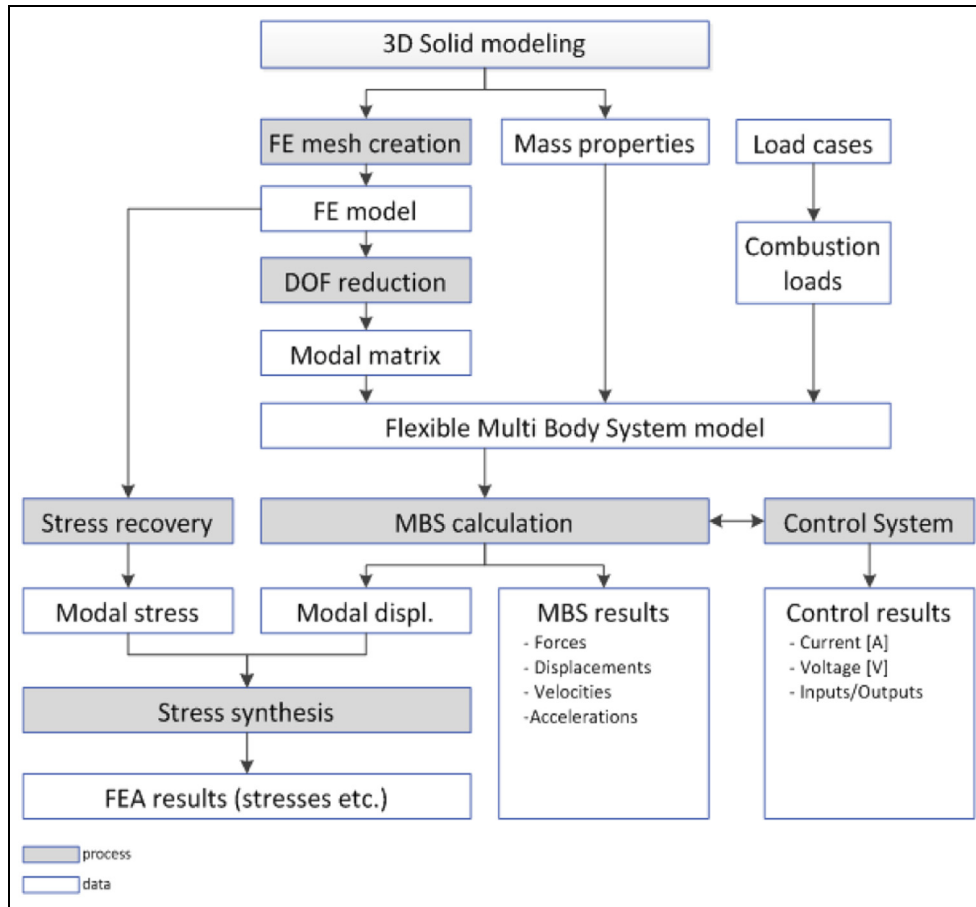 3D Solid modeling
FE mesh creation
Mass properties
Load cases
FE model
Combustion
loads
DOF reduction
Modal matrix
Flexible Multi Body System model
Stress recovery
MBS calculation
Control System
Modal stress
Modal displ.
MBS results
- Forces
- Displacements
- Velocities
-Accelerations
Control results
- Current [A]
- Voltage [V]
- Inputs/Outputs
Stress synthesis
FEA results (stresses etc.)
process
data